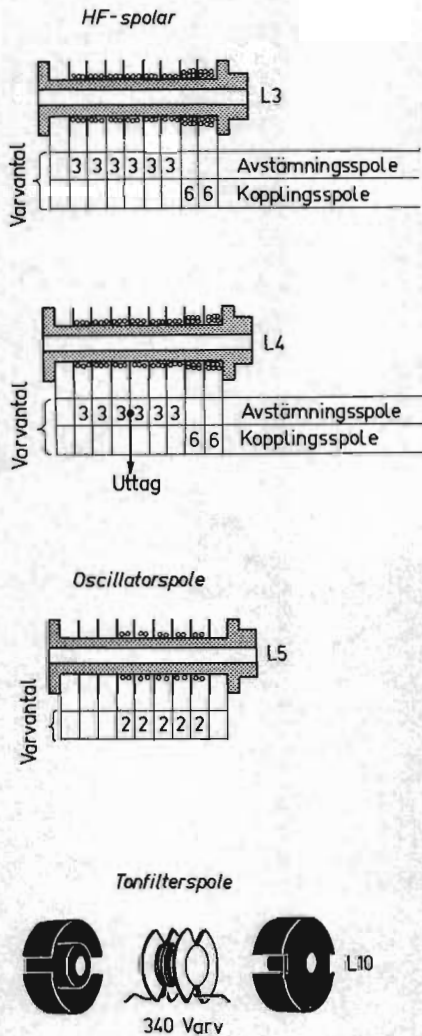 HF-spolar
L3
Varvantal
3 3 3 3 3 3 Avstämningsspole
6 6 Kopplingsspole
L4
Varvantal
3 3 3 3 3 3 Avstämningsspole
6 6 Kopplingsspole
Uttag
Oscillatorspole
L5
Varvantal
2 2 2 2 2
Tonfilterspole
L10
340 Varv